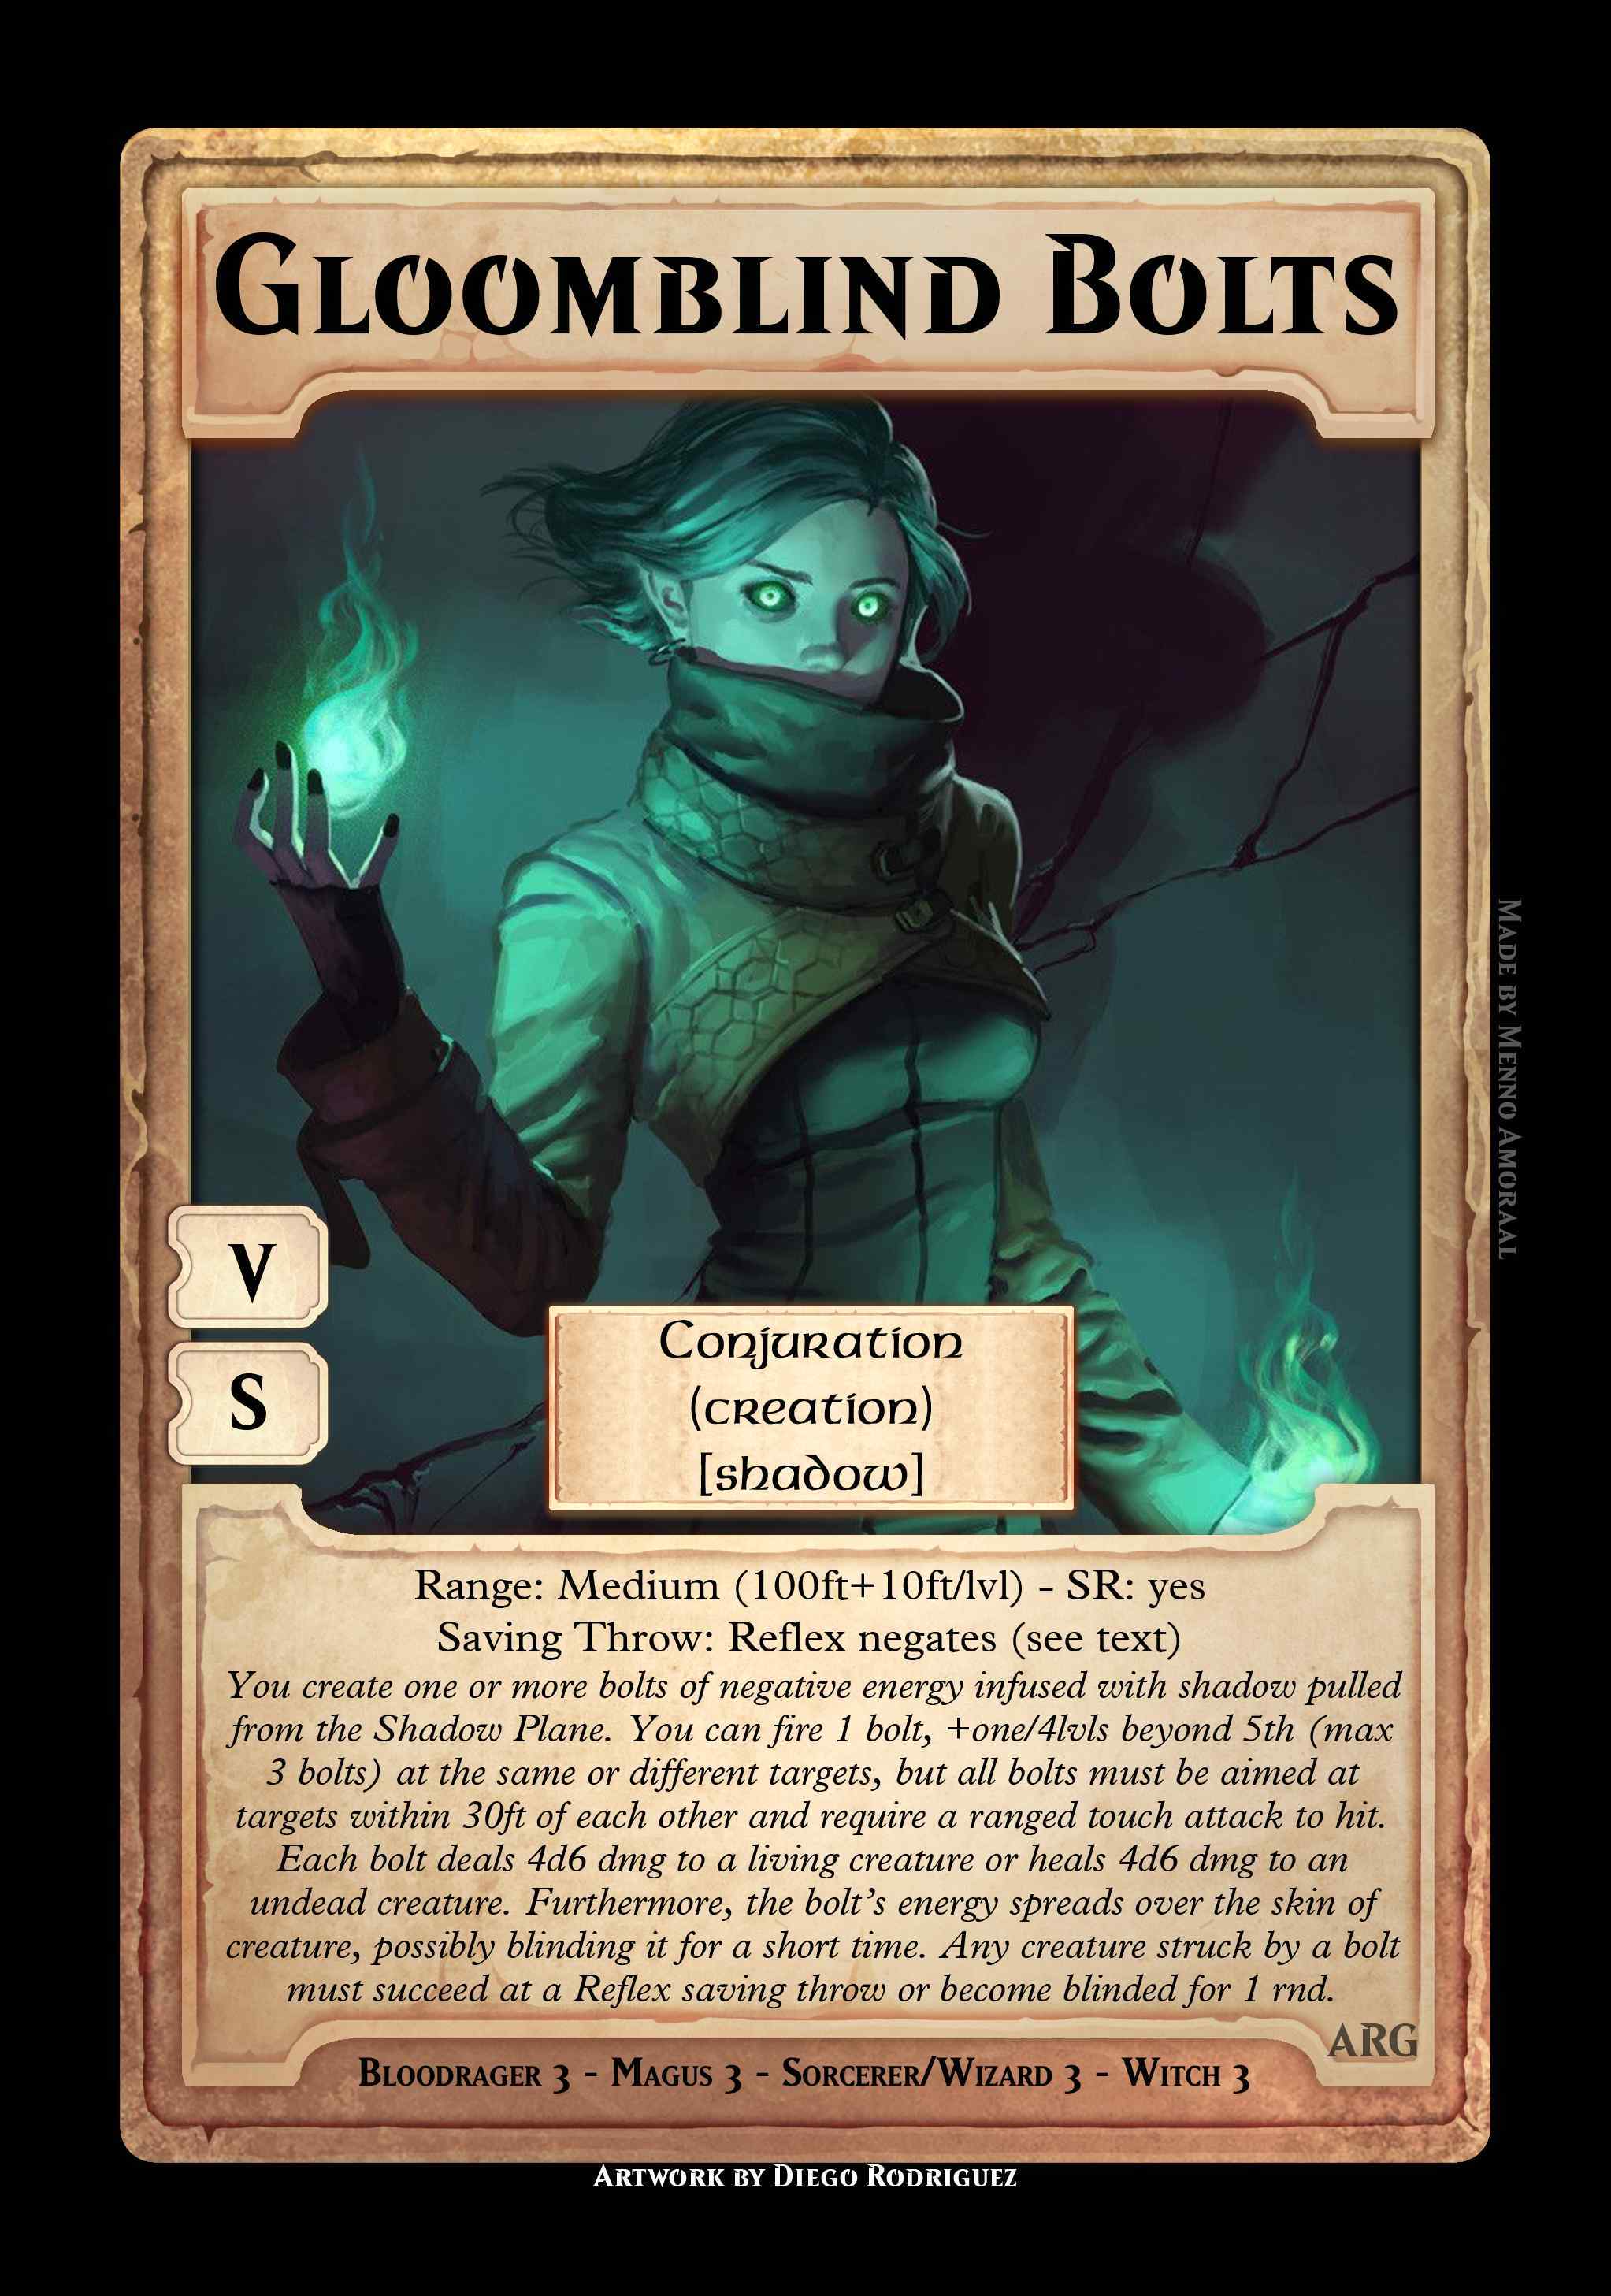 Gloomblind Bolts
Made by Menno Amoraal
V
S
Conjuration
(creation)
[shadow]
Range: Medium (100ft+10ft/lvl) - SR: yes
Saving Throw: Reflex negates (see text)
You create one or more bolts of negative energy infused with shadow pulled
from the Shadow Plane. You can fire 1 bolt, +one/4lvls beyond 5th (max
3 bolts) at the same or different targets, but all bolts must be aimed at
targets within 30ft of each other and require a ranged touch attack to hit.
Each bolt deals 4d6 dmg to a living creature or heals 4d6 dmg to an
undead creature. Furthermore, the bolt’s energy spreads over the skin of
creature, possibly blinding it for a short time. Any creature struck by a bolt
must succeed at a Reflex saving throw or become blinded for 1 rnd.
ARG
Bloodrager 3 - Magus 3 - Sorcerer/Wizard 3 - Witch 3
Artwork by Diego Rodriguez